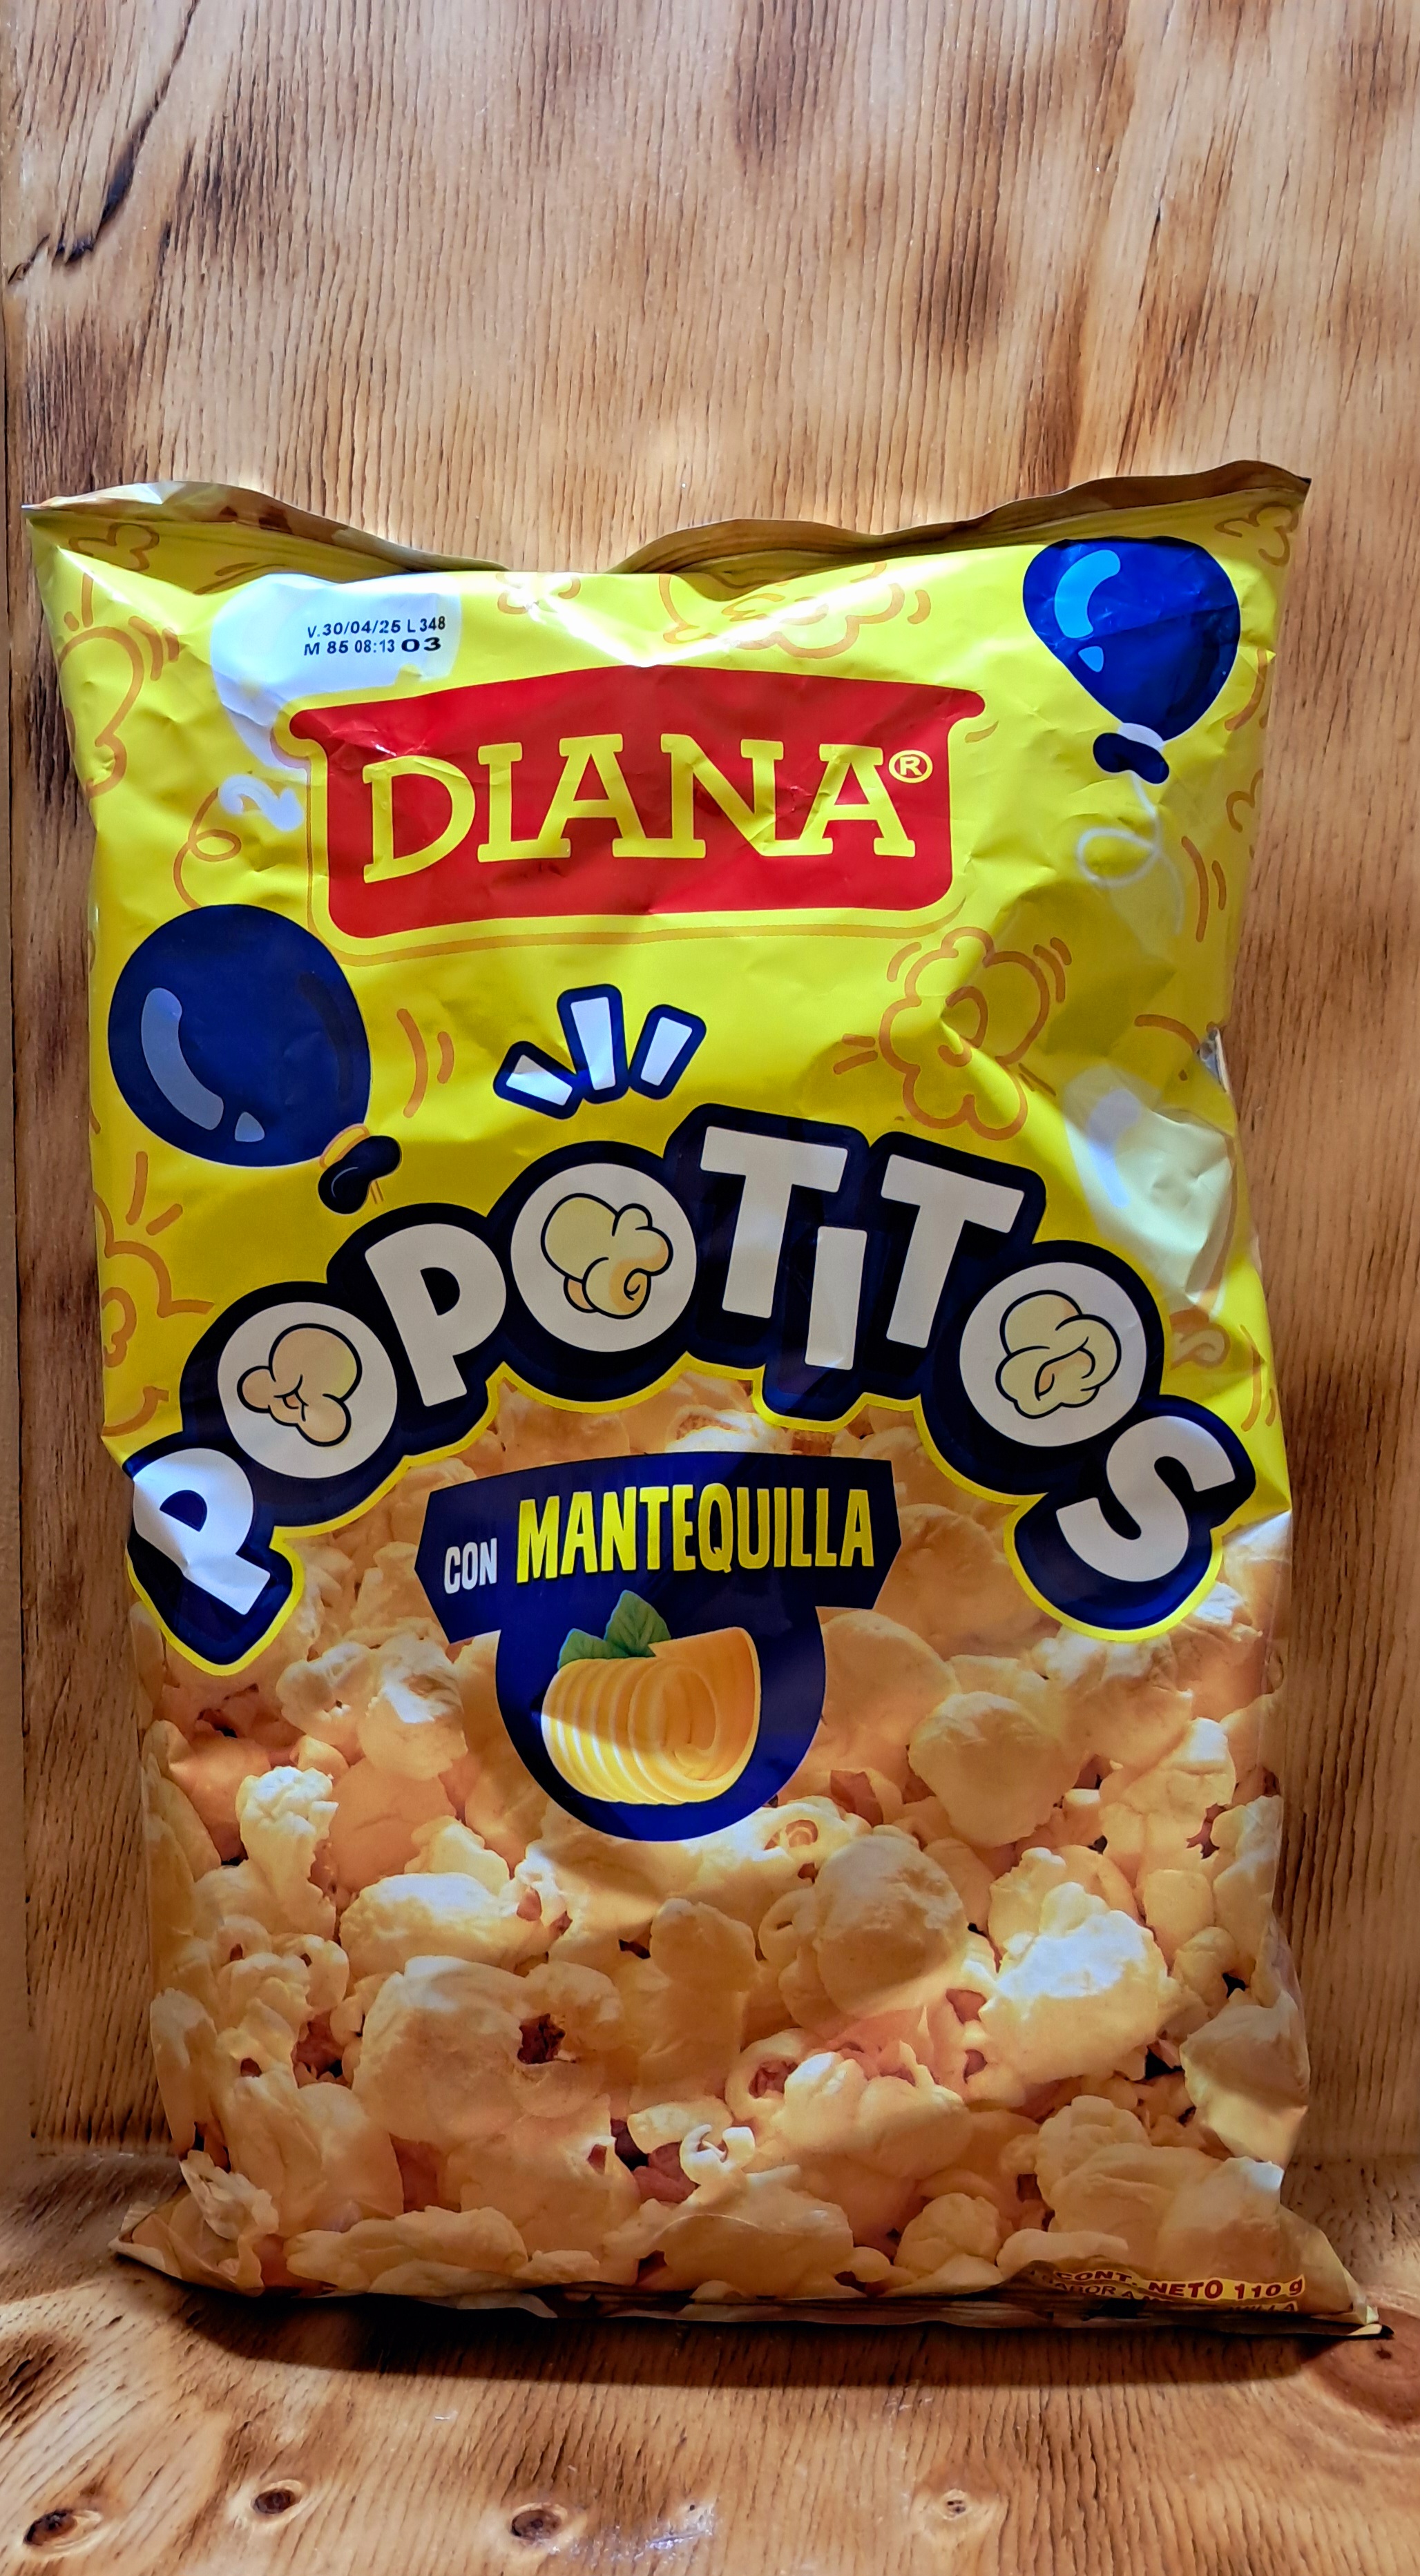 V.30/04/25 L 348
M 85 08:13 03
DIANA®
POPOTITOS
CON MANTEQUILLA
CONT. NETO 110 g